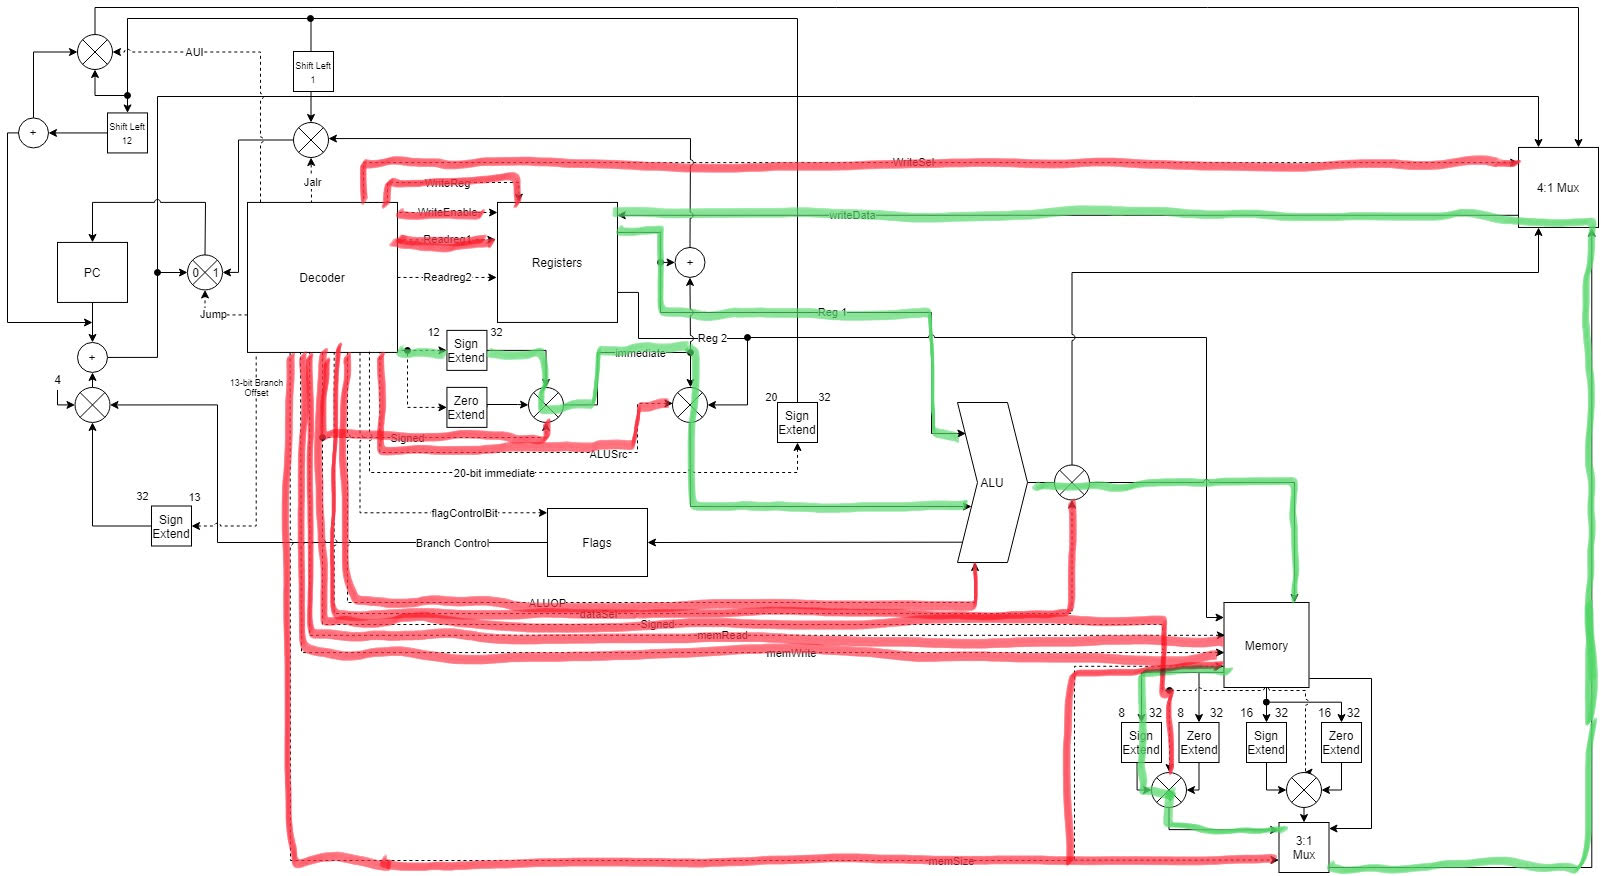 AUI
Shift Left
1
Shift Left
12
+
WriteSel
4:1 Mux
Jalr
WriteReg
WriteEnable
writeData
Readreg1
PC
0 1
Decoder
Readreg2
Registers
+
Jump
Reg 1
12
32
Reg 2
+
Sign
Extend
immediate
4
13-bit Branch
Offset
Zero
Extend
20
32
Sign
Extend
Signed
ALUSrc
20-bit immediate
ALU
32
13
Sign
Extend
flagControlBit
Branch Control
Flags
ALUOP
dataSel
Signed
memRead
memWrite
Memory
8
32
8
32
16
32
16
32
Sign
Extend
Zero
Extend
Sign
Extend
Zero
Extend
3:1
Mux
memSize